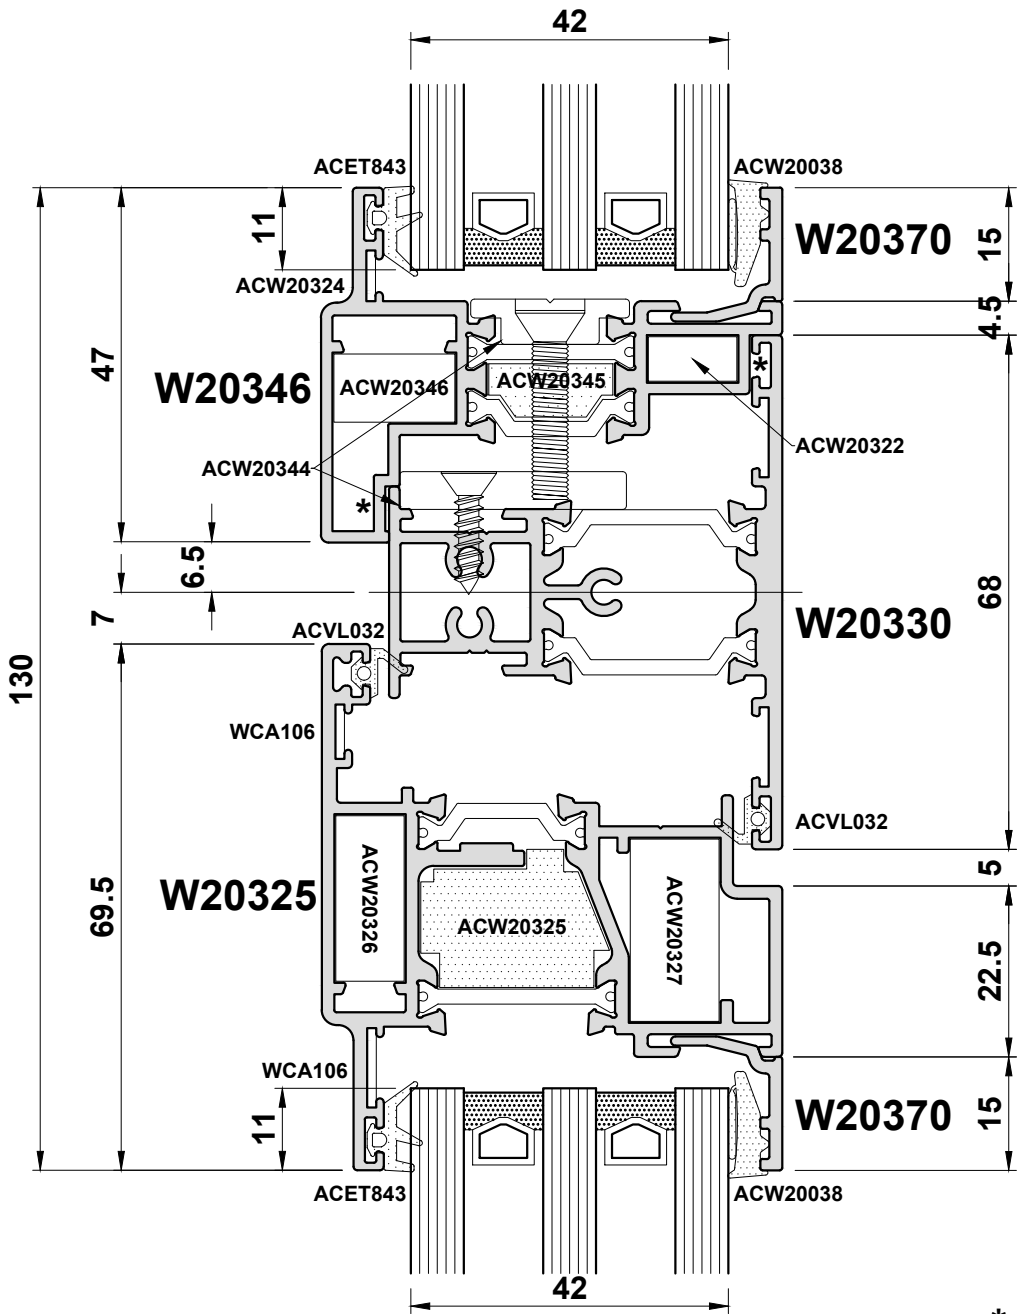 42
ACET843
ACW20038
11
W20370
15
ACW20324
4.5
47
W20346
ACW20346
ACW20345
*
ACW20322
ACW20344
*
6.5
7
130
68
W20330
ACVL032
WCA106
ACVL032
5
69.5
W20325
ACW20326
ACW20325
ACW20327
22.5
WCA106
11
W20370
15
ACET843
ACW20038
42
*